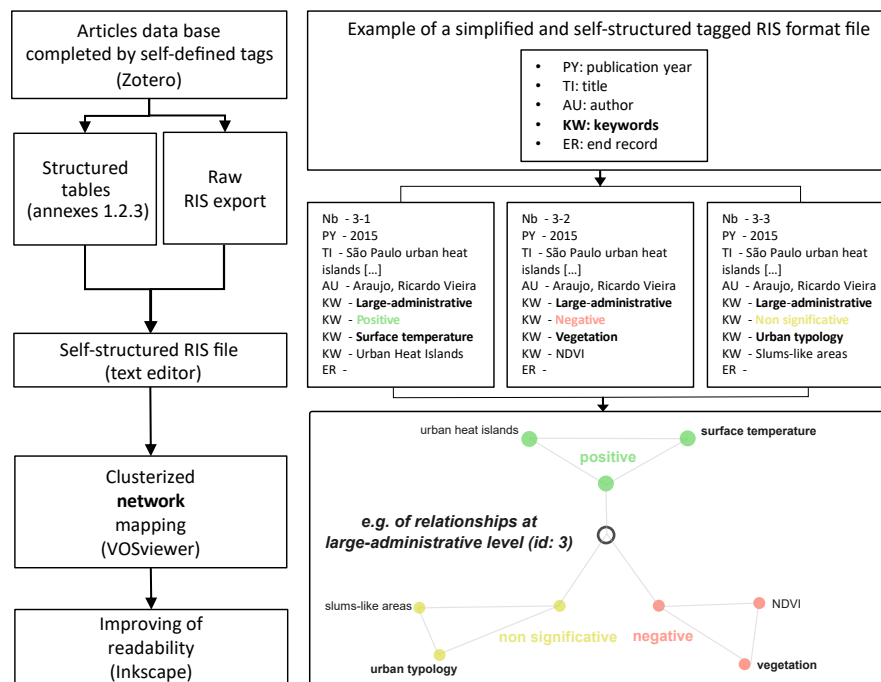 Articles data base
completed by self-defined tags
(Zotero)
Structured
tables
(annexes 1.2.3)
Raw
RIS export
Self-structured RIS file
(text editor)
Clusterized
network
mapping
(VOSviewer)
Improving of
readability
(Inkscape)
Example of a simplified and self-structured tagged RIS format file
• PY: publication year
• TI: title
• AU: author
• KW: keywords
• ER: end record
Nb - 3-1
PY - 2015
TI - São Paulo urban heat
islands [...]
AU - Araujo, Ricardo Vieira
KW - Large-administrative
KW - Positive
KW - Surface temperature
KW - Urban Heat Islands
ER -
Nb - 3-2
PY - 2015
TI - São Paulo urban heat
islands [...]
AU - Araujo, Ricardo Vieira
KW - Large-administrative
KW - Negative
KW - Vegetation
KW - NDVI
ER -
Nb - 3-3
PY - 2015
TI - São Paulo urban heat
islands [...]
AU - Araujo, Ricardo Vieira
KW - Large-administrative
KW - Non significative
KW - Urban typology
KW - Slums-like areas
ER -
urban heat islands
surface temperature
positive
e.g. of relationships at
large-administrative level (id: 3)
slums-like areas
non significative
urban typology
negative
NDVI
vegetation